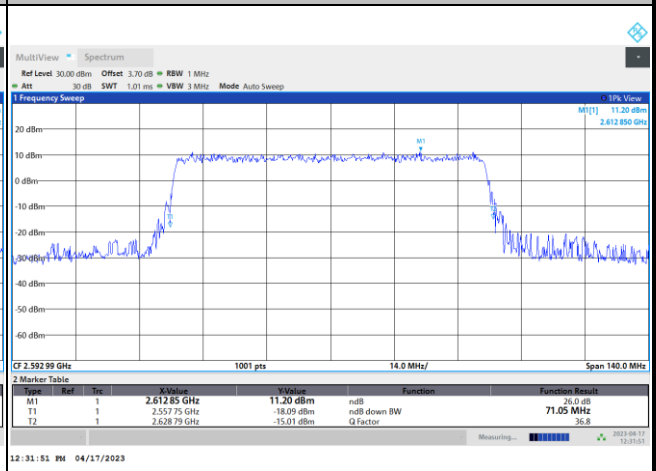 MultiView Spectrum
Ref Level 30.00 dBm Offset 3.70 dB RBW 1 MHz
Att 30 dB SWT 1.01 ms VBW 3 MHz Mode Auto Sweep
1 Frequency Sweep 1Pk View
M1[1] 11.20 dBm
2.612 850 GHz
M1
20 dBm
10 dBm
0 dBm
-10 dBm
T1
-20 dBm
-30 dBm
-40 dBm
-50 dBm
-60 dBm
CF 2.592 99 GHz 1001 pts 14.0 MHz/ Span 140.0 MHz
2 Marker Table
Type Ref Trc X-Value Y-Value Function Function Result
M1 1 2.612 85 GHz 11.20 dBm ndB 26.0 dB
T1 1 2.557 75 GHz -18.09 dBm ndB down BW 71.05 MHz
T2 1 2.628 79 GHz -15.01 dBm Q Factor 36.8
Measuring... 2023-04-17
12:31:51
12:31:51 PM 04/17/2023